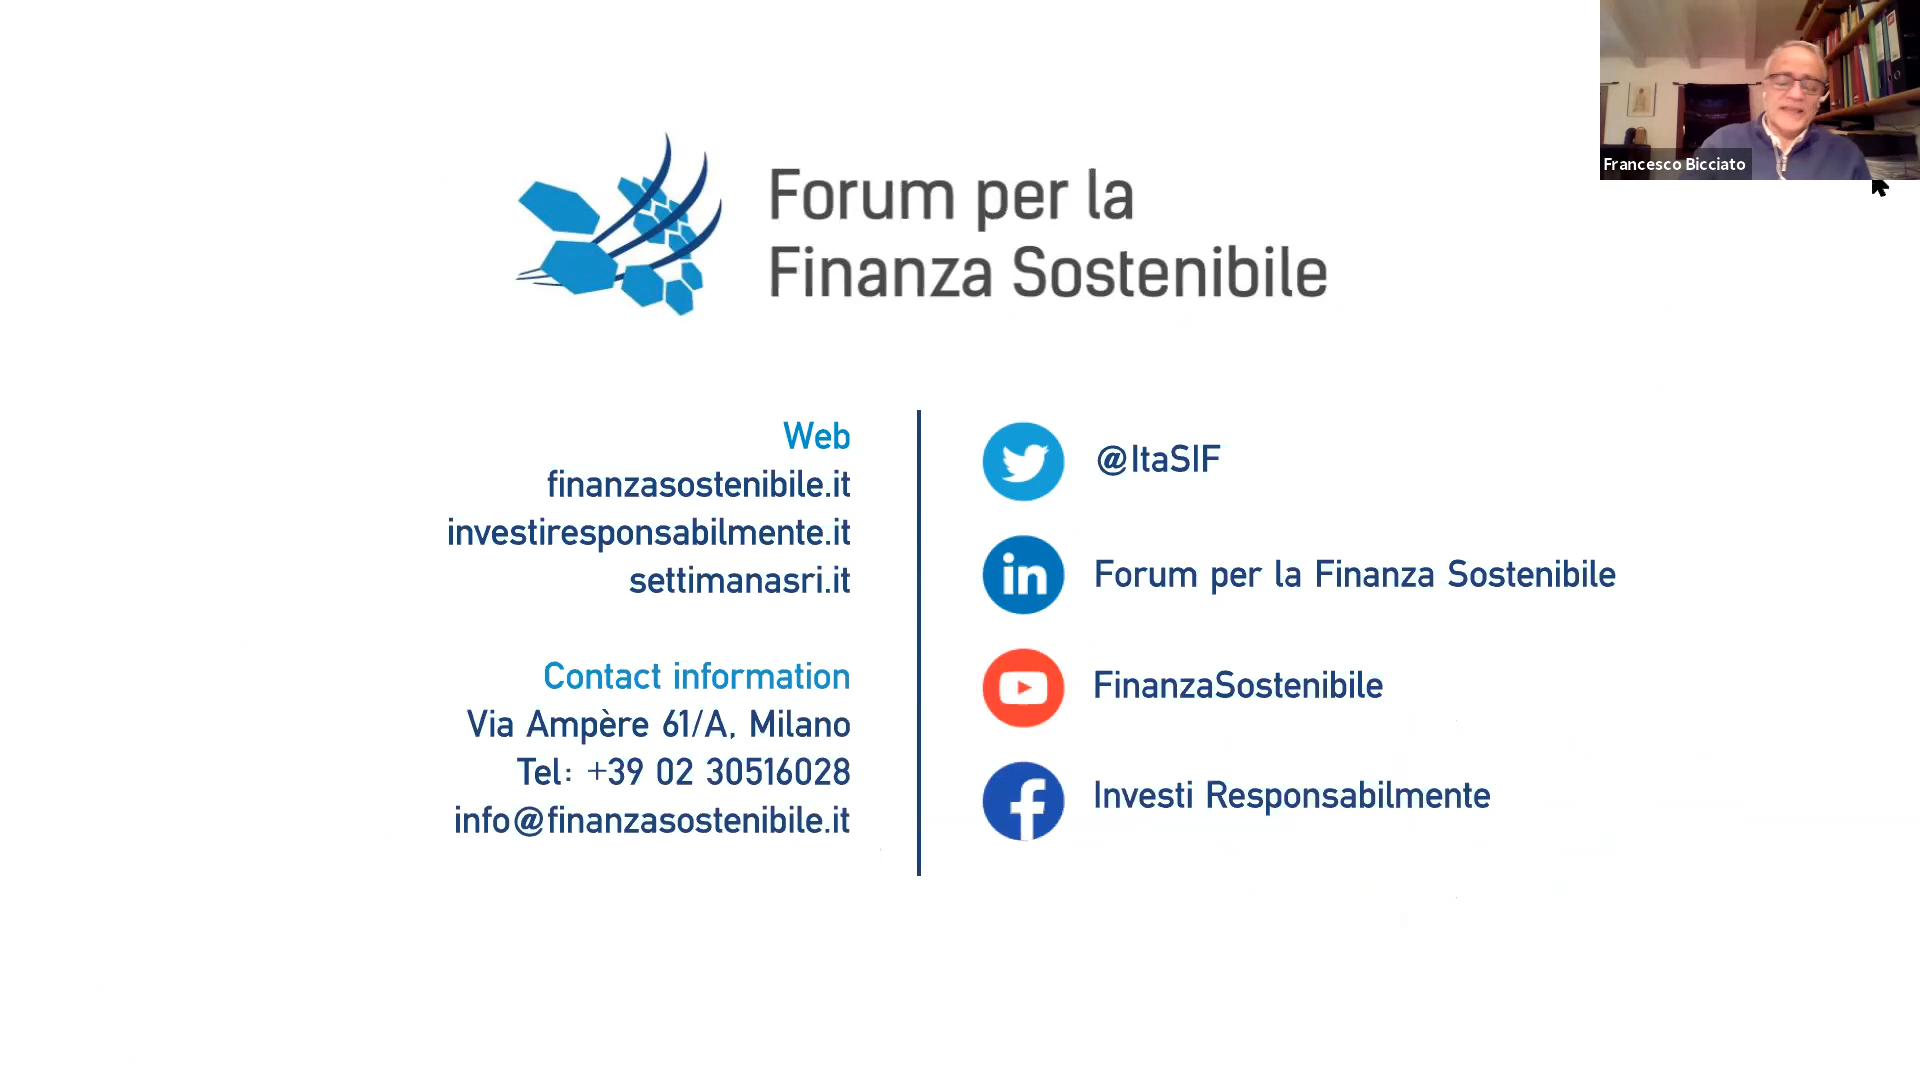 Francesco Bicciato
Forum per la
Finanza Sostenibile
Web
finanzasostenibile.it
investiresponsabilmente.it
settimanasri.it
Contact information
Via Ampère 61/A, Milano
Tel: +39 02 30516028
info@finanzasostenibile.it
@ItaSIF
in
Forum per la Finanza Sostenibile
FinanzaSostenibile
f
Investi Responsabilmente